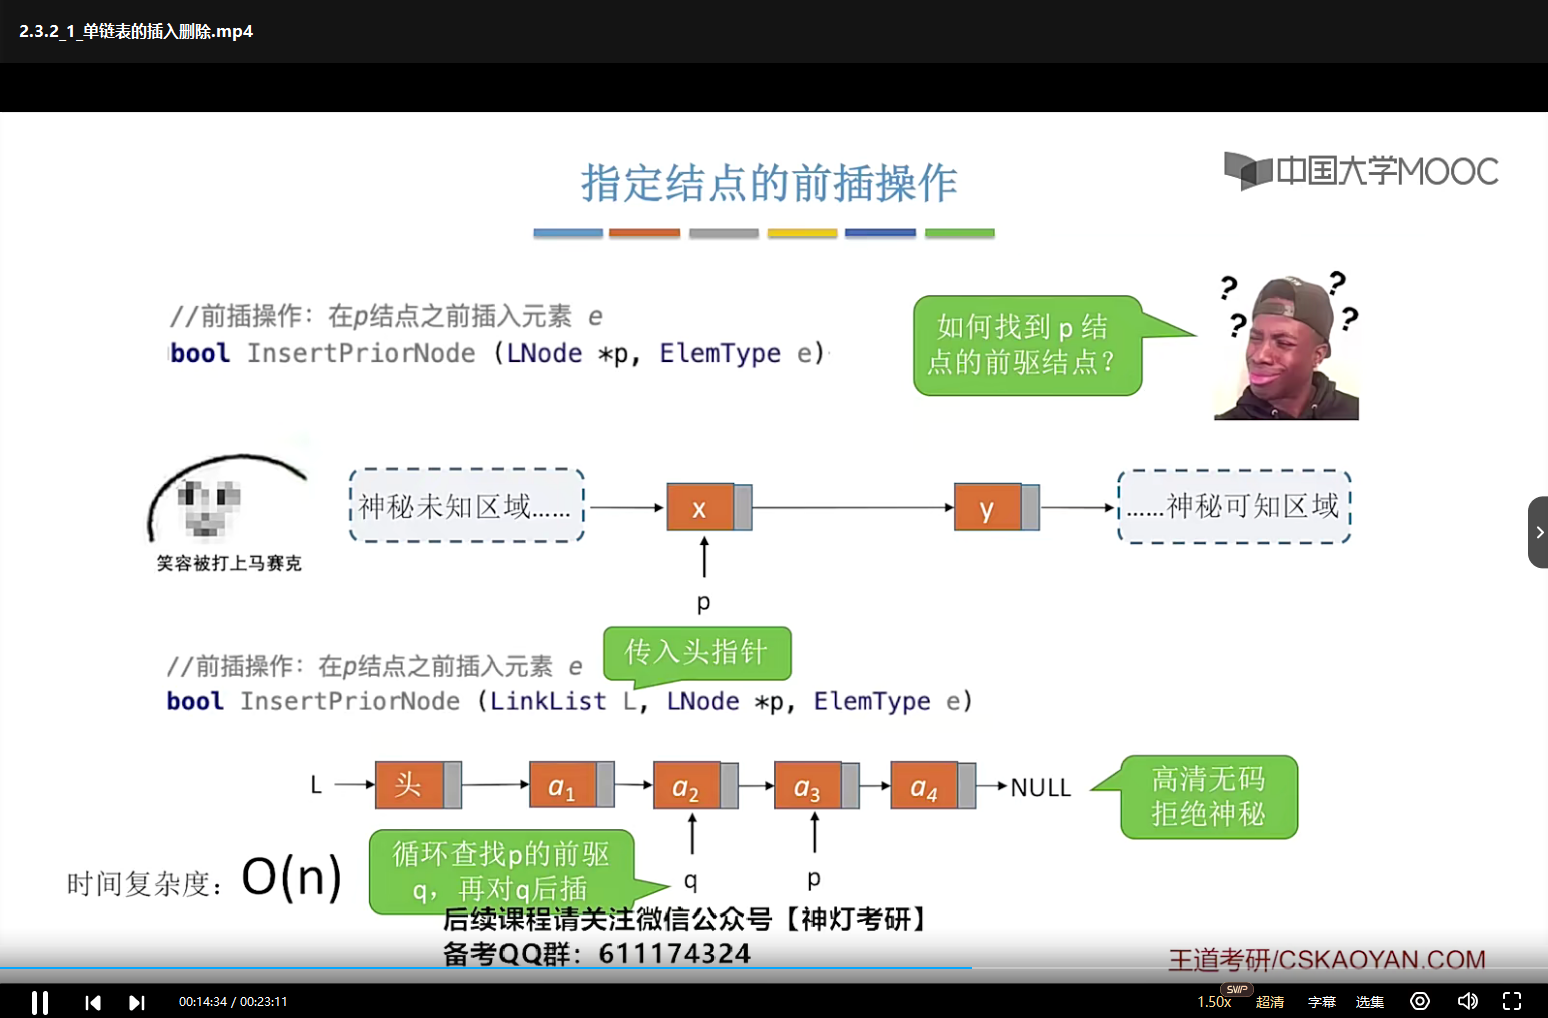 2.3.2_1_单链表的插入删除.mp4
指定结点的前插操作
中国大学MOOC
//前插操作：在p结点之前插入元素 e
bool InsertPriorNode (LNode *p, ElemType e)
如何找到 p 结
点的前驱结点？
? ? ? ?
神秘未知区域……
x
y
……神秘可知区域
笑容被打上马赛克
p
传入头指针
//前插操作：在p结点之前插入元素 e
bool InsertPriorNode (LinkList L, LNode *p, ElemType e)
L
头
a1
a2
a3
a4
NULL
高清无码
拒绝神秘
时间复杂度：O(n)
循环查找p的前驱
q，再对q后插
q
p
后续课程请关注微信公众号【神灯考研】
备考QQ群：611174324
王道考研/CSKAOYAN.COM
00:14:34 / 00:23:11
SVIP
1.50x
超清
字幕
选集